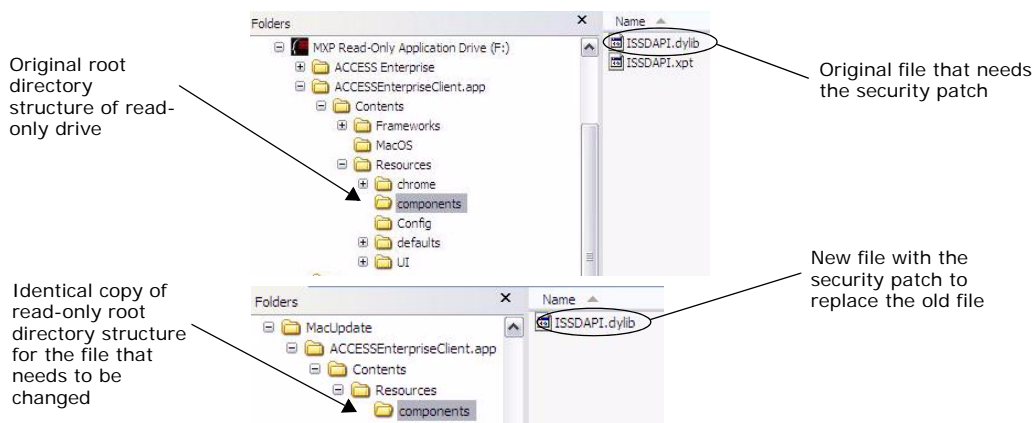 Folders
X
Name
MXP Read-Only Application Drive (F:)
ACCESS Enterprise
ACCESSEnterpriseClient.app
Contents
Frameworks
MacOS
Resources
chrome
components
Config
defaults
UI
ISSDAPI.dylib
ISSDAPI.xpt
Original root
directory
structure of read-
only drive
Original file that needs
the security patch
Identical copy of
read-only root
directory structure
for the file that
needs to be
changed
Folders
X
Name
MacUpdate
ACCESSEnterpriseClient.app
Contents
Resources
components
ISSDAPI.dylib
New file with the
security patch to
replace the old file